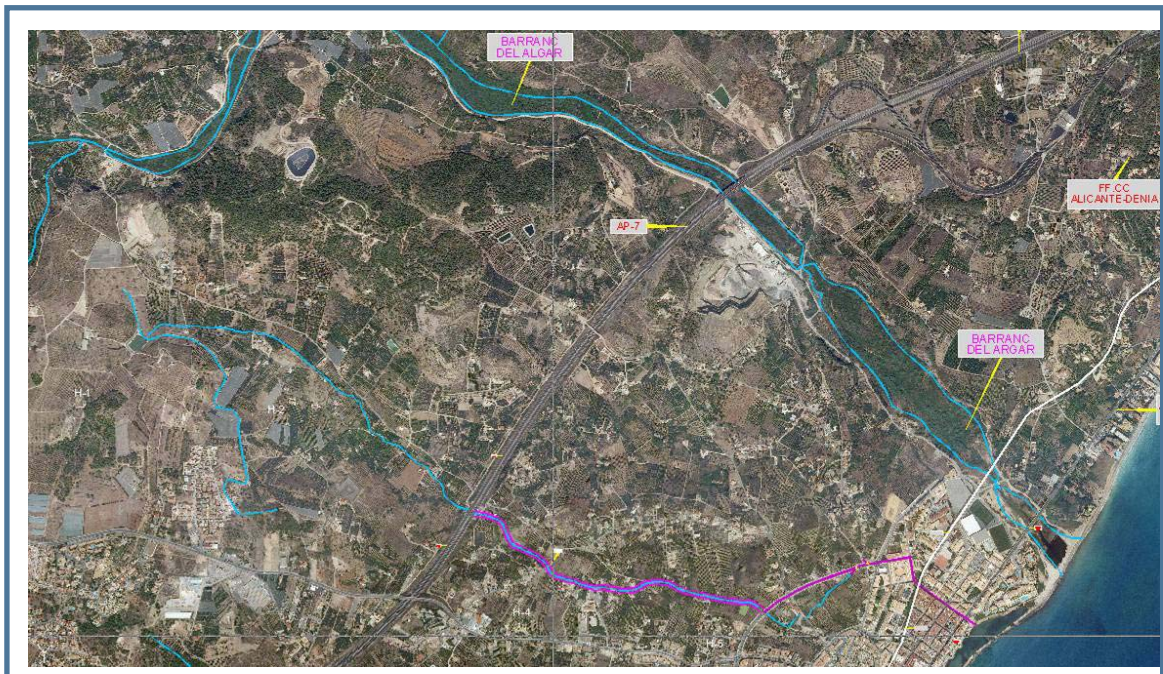 BARRANC
DEL ALGAR
FF.CC
ALICANTE-DENIA
AP-7
BARRANC
DEL ARGAR